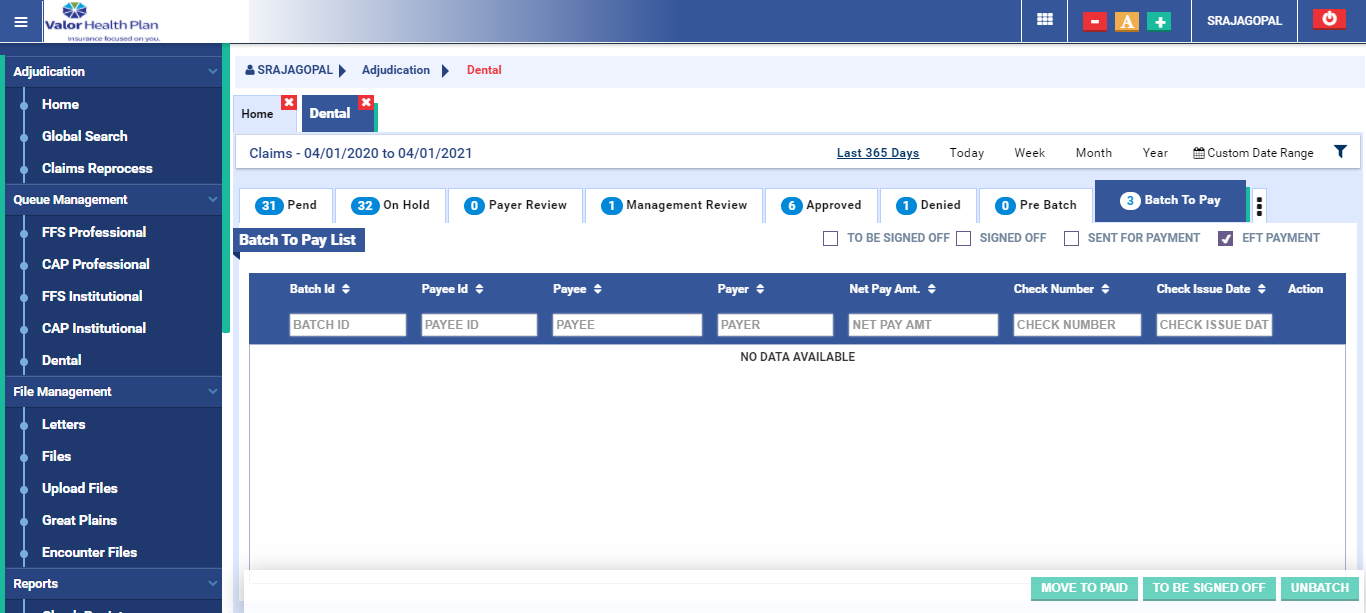 Valor Health Plan
Insurance focused on you.
A
SRAJAGOPAL
Adjudication
Home
Global Search
Claims Reprocess
Queue Management
FFS Professional
CAP Professional
FFS Institutional
CAP Institutional
Dental
File Management
Letters
Files
Upload Files
Great Plains
Encounter Files
Reports
SRAJAGOPAL Adjudication Dental
Home Dental
Claims - 04/01/2020 to 04/01/2021 Last 365 Days Today Week Month Year Custom Date Range
31 Pend 32 On Hold 0 Payer Review 1 Management Review 6 Approved 1 Denied 0 Pre Batch 3 Batch To Pay
Batch To Pay List TO BE SIGNED OFF SIGNED OFF SENT FOR PAYMENT EFT PAYMENT
Batch Id Payee Id Payee Payer Net Pay Amt. Check Number Check Issue Date Action
BATCH ID PAYEE ID PAYEE PAYER NET PAY AMT CHECK NUMBER CHECK ISSUE DAT
NO DATA AVAILABLE
MOVE TO PAID TO BE SIGNED OFF UNBATCH